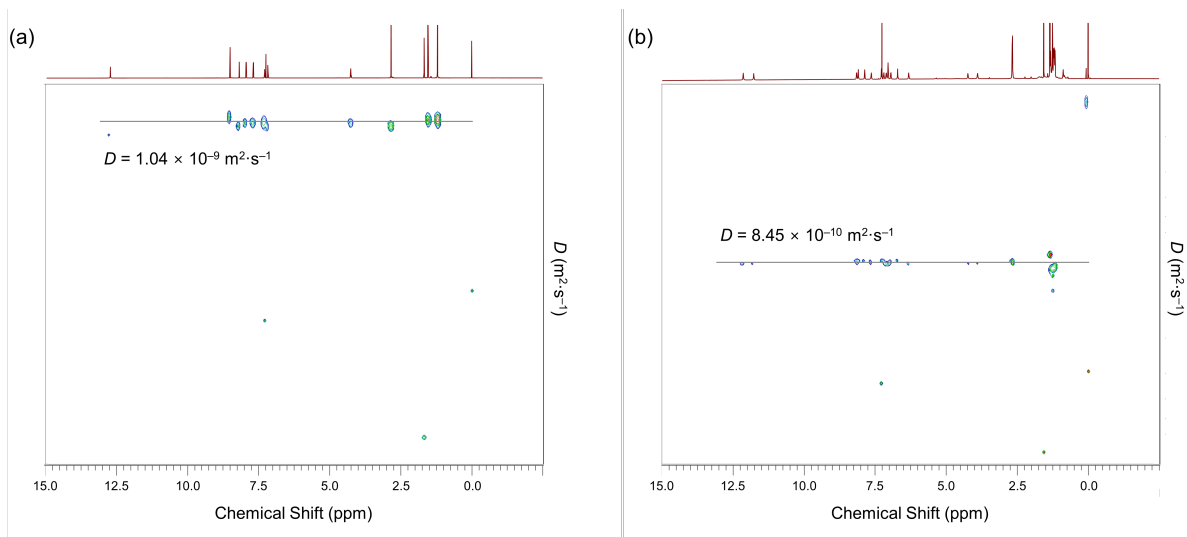 (a)
D = 1.04 × 10⁻⁹ m²·s⁻¹
D (m²·s⁻¹)
15.0 12.5 10.0 7.5 5.0 2.5 0.0
Chemical Shift (ppm)
(b)
D = 8.45 × 10⁻¹⁰ m²·s⁻¹
D (m²·s⁻¹)
15.0 12.5 10.0 7.5 5.0 2.5 0.0
Chemical Shift (ppm)